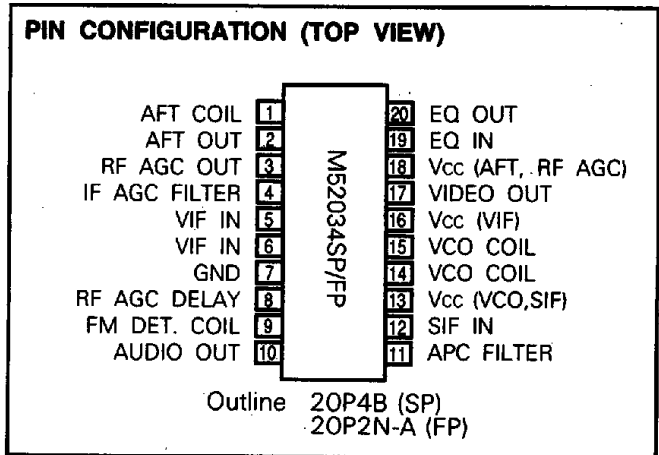 PIN CONFIGURATION (TOP VIEW)
AFT COIL 1
AFT OUT 2
RF AGC OUT 3
IF AGC FILTER 4
VIF IN 5
VIF IN 6
GND 7
RF AGC DELAY 8
FM DET. COIL 9
AUDIO OUT 10
M52034SP/FP
20 EQ OUT
19 EQ IN
18 Vcc (AFT, RF AGC)
17 VIDEO OUT
16 Vcc (VIF)
15 VCO COIL
14 VCO COIL
13 Vcc (VCO,SIF)
12 SIF IN
11 APC FILTER
Outline 20P4B (SP)
20P2N-A (FP)